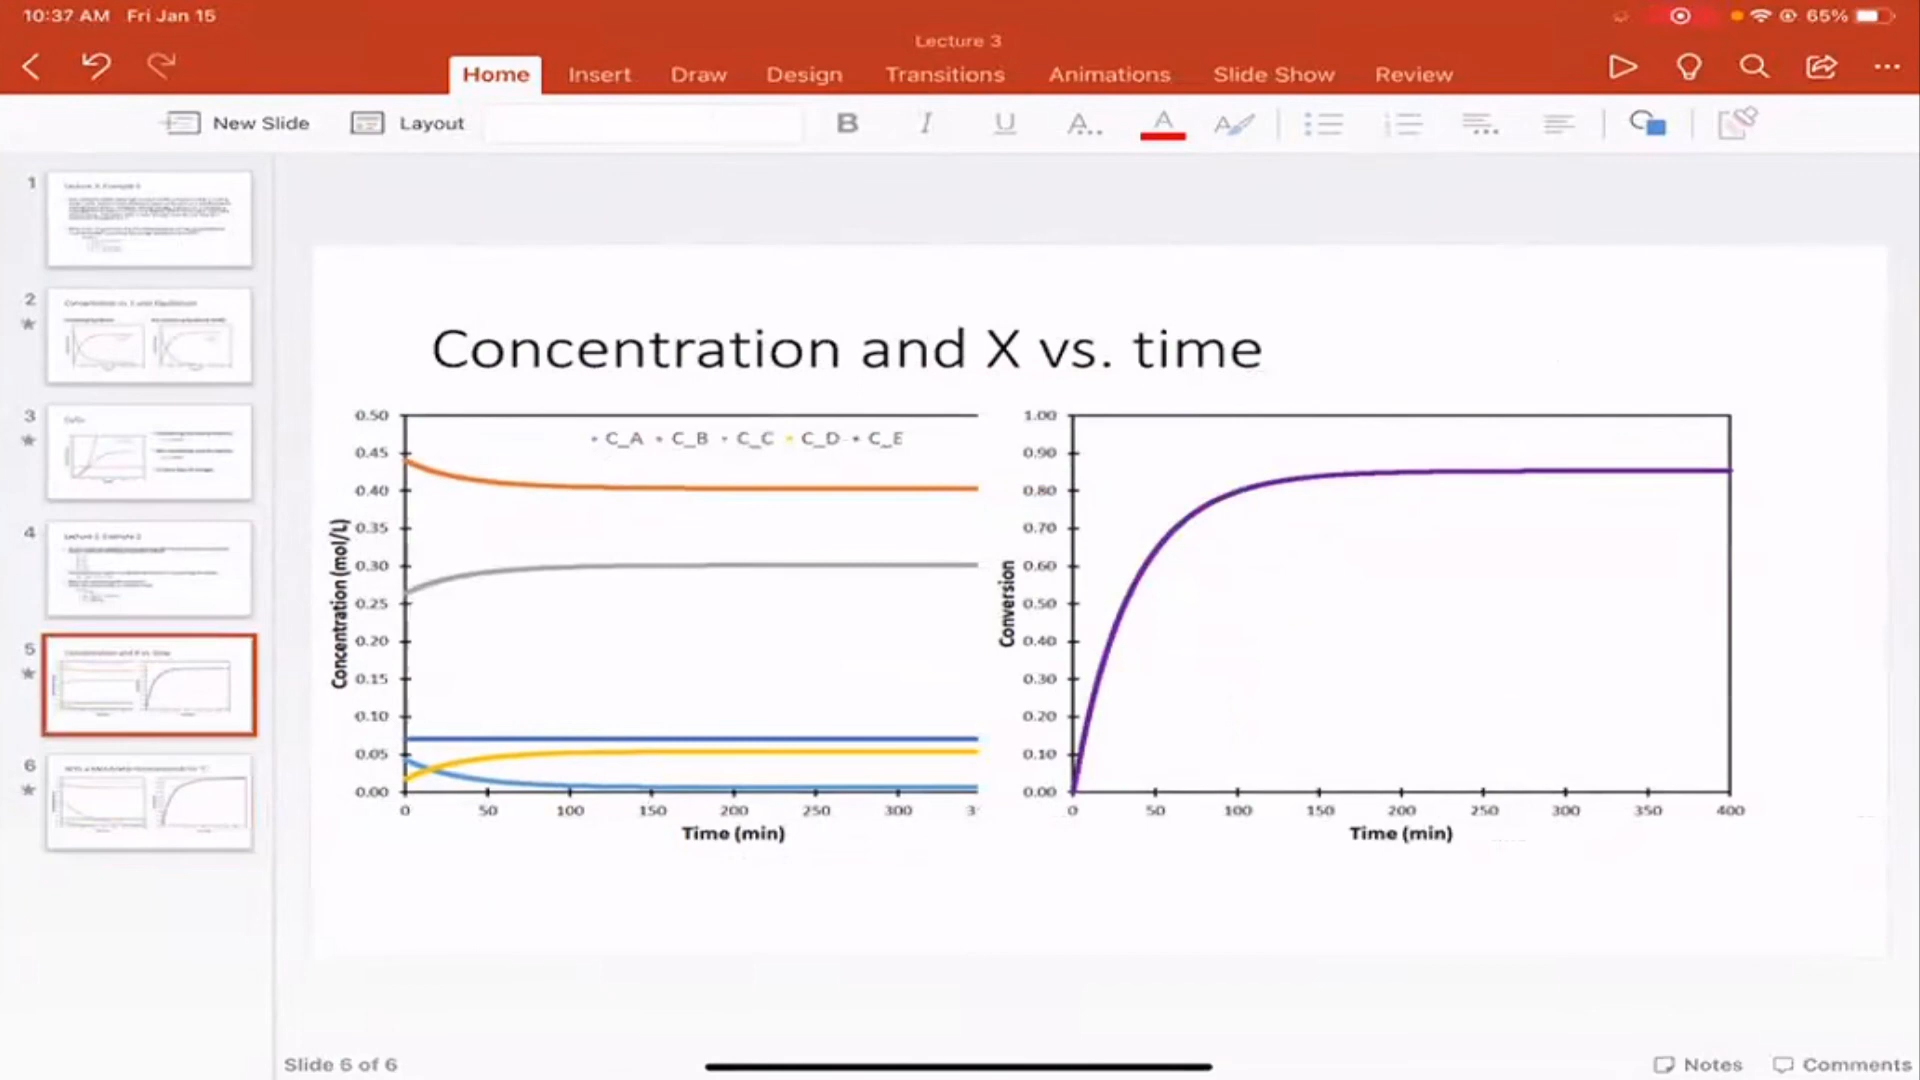 10:37 AM Fri Jan 15
65%
Lecture 3
Home Insert Draw Design Transitions Animations Slide Show Review
New Slide Layout
B I U A.. A A
1
2
3
4
5
6
Concentration and X vs. time
0.50
0.45
0.40
0.35
0.30
0.25
0.20
0.15
0.10
0.05
0.00
Concentration (mol/L)
C_A C_B C_C C_D C_E
0 50 100 150 200 250 300
Time (min)
1.00
0.90
0.80
0.70
0.60
0.50
0.40
0.30
0.20
0.10
0.00
Conversion
0 50 100 150 200 250 300 350 400
Time (min)
Slide 6 of 6
Notes Comments